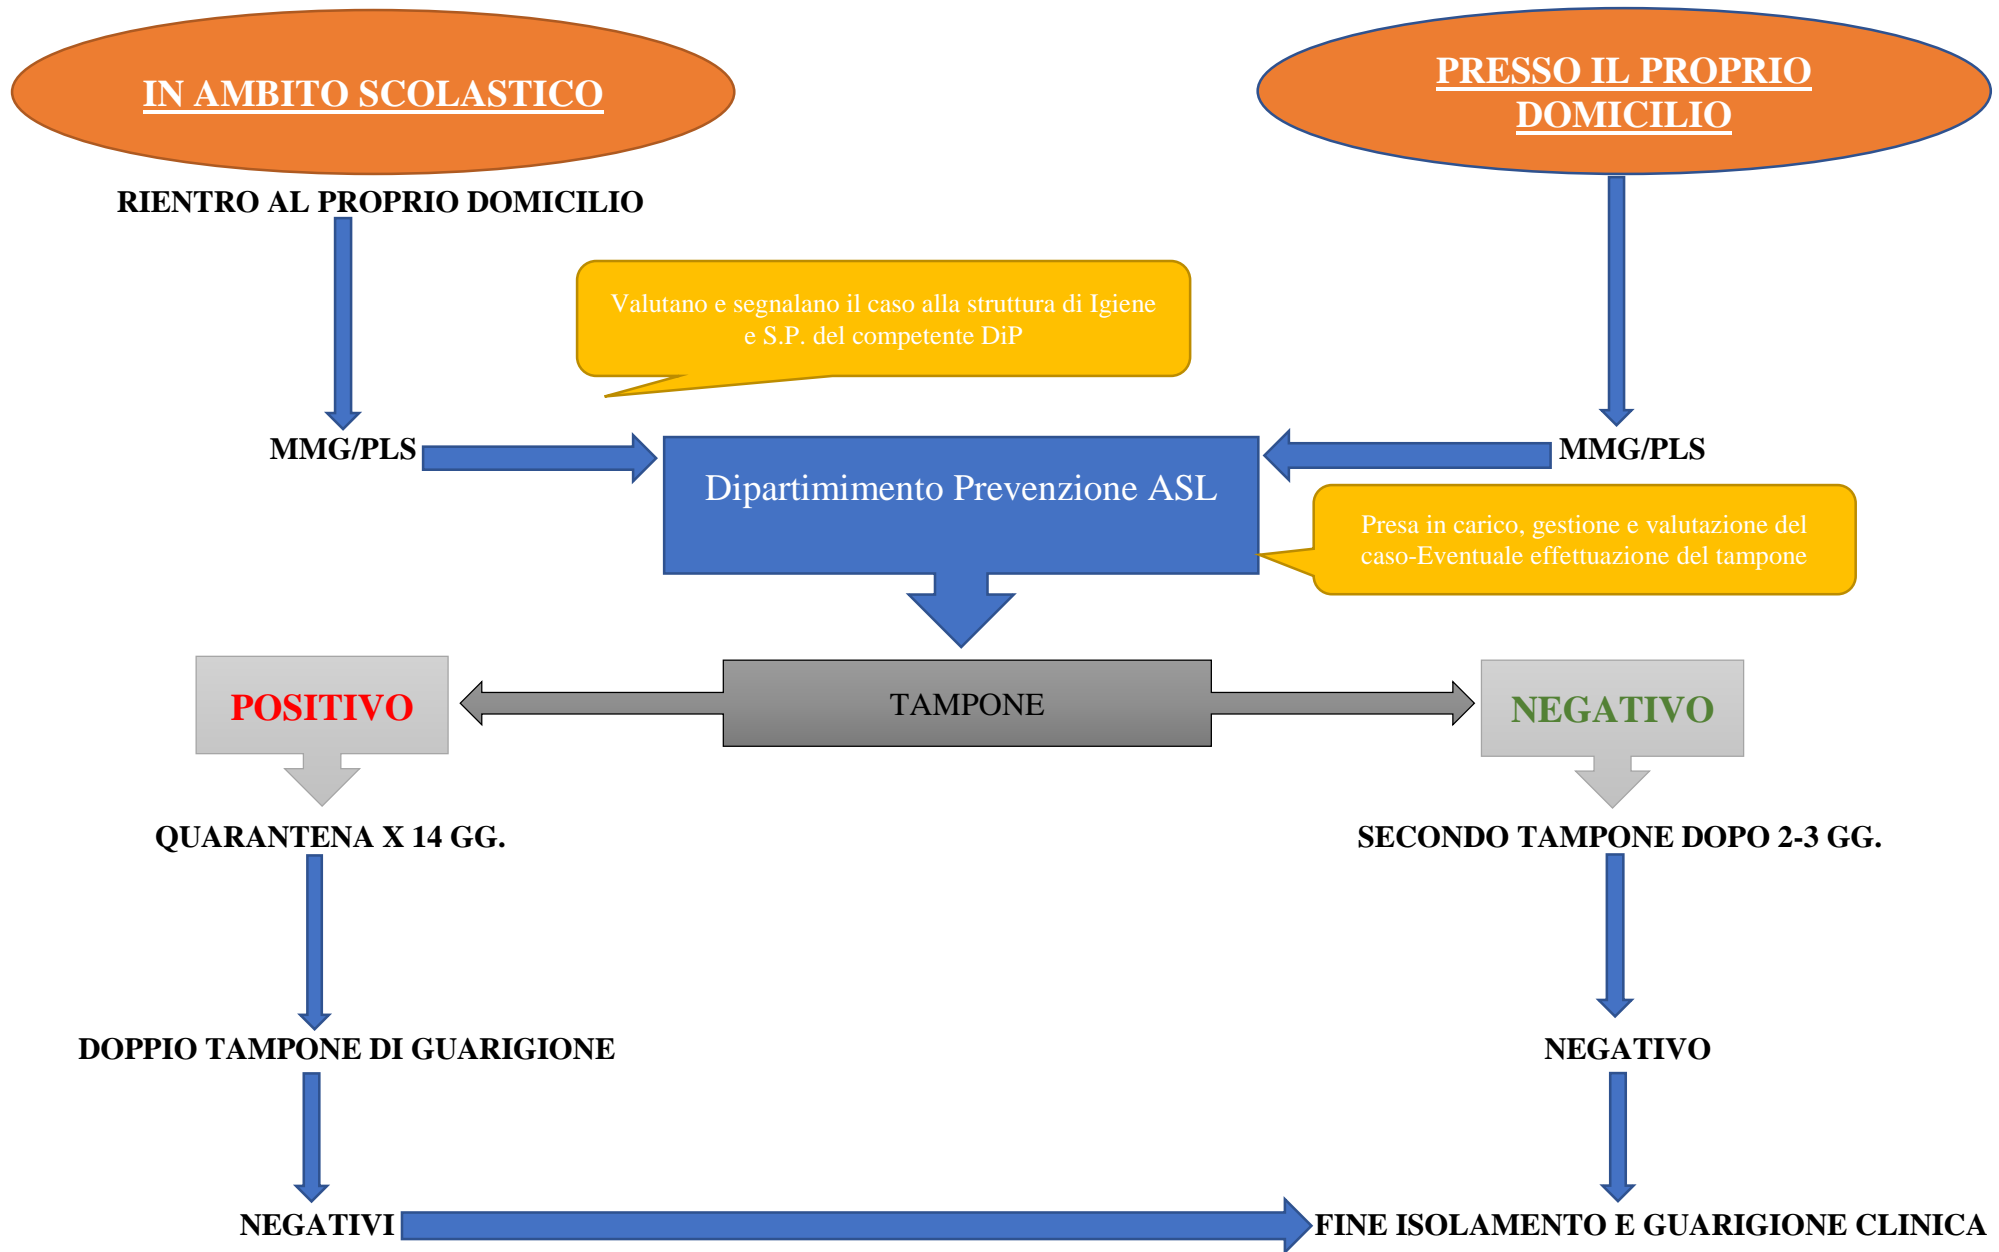 IN AMBITO SCOLASTICO
PRESSO IL PROPRIO
DOMICILIO
RIENTRO AL PROPRIO DOMICILIO
Valutano e segnalano il caso alla struttura di Igiene
e S.P. del competente DiP
MMG/PLS
Dipartimimento Prevenzione ASL
MMG/PLS
Presa in carico, gestione e valutazione del
caso-Eventuale effettuazione del tampone
POSITIVO
TAMPONE
NEGATIVO
QUARANTENA X 14 GG.
SECONDO TAMPONE DOPO 2-3 GG.
DOPPIO TAMPONE DI GUARIGIONE
NEGATIVO
NEGATIVI
FINE ISOLAMENTO E GUARIGIONE CLINICA